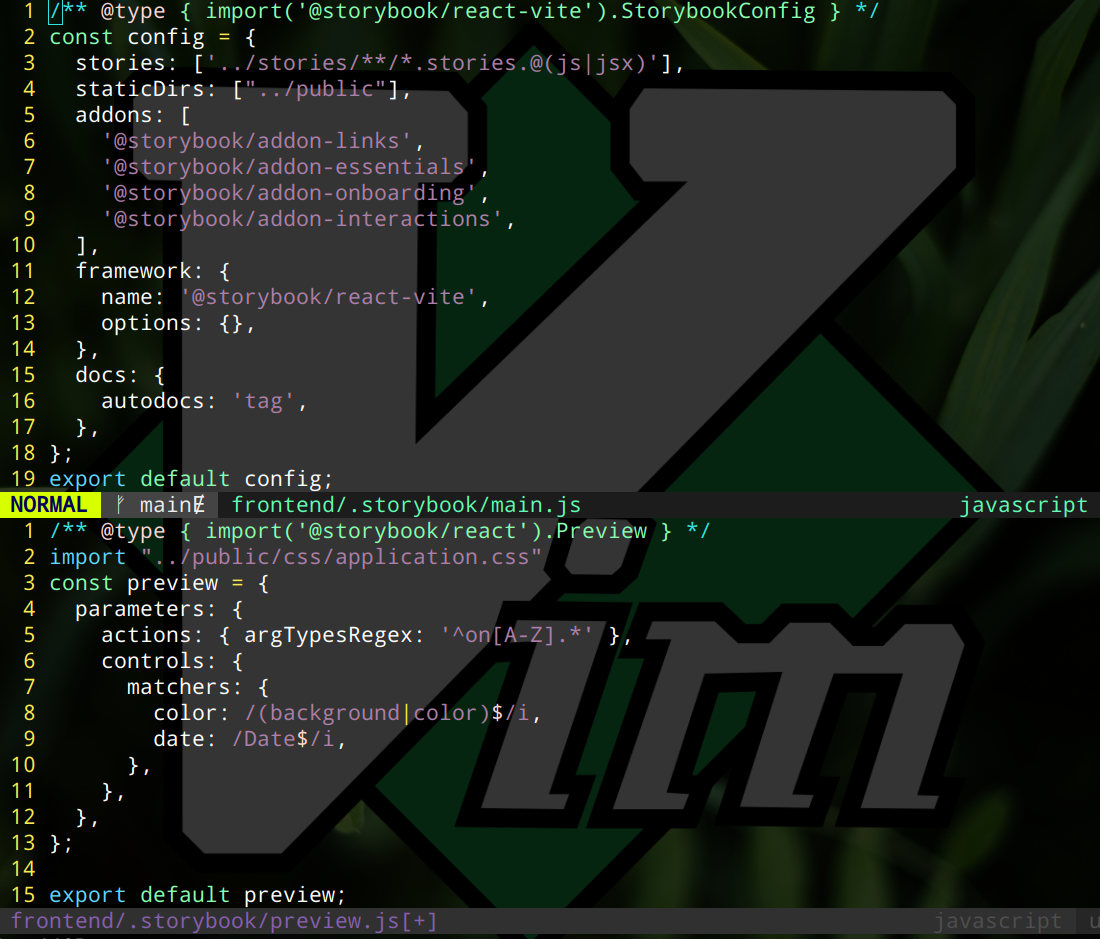 1 /** @type { import('@storybook/react-vite').StorybookConfig } */
2 const config = {
3   stories: ['../stories/**/*.stories.@(js|jsx)'],
4   staticDirs: ["../public"],
5   addons: [
6     '@storybook/addon-links',
7     '@storybook/addon-essentials',
8     '@storybook/addon-onboarding',
9     '@storybook/addon-interactions',
10   ],
11   framework: {
12     name: '@storybook/react-vite',
13     options: {},
14   },
15   docs: {
16     autodocs: 'tag',
17   },
18 };
19 export default config;
NORMAL ᚠ mainɆ frontend/.storybook/main.js javascript
1 /** @type { import('@storybook/react').Preview } */
2 import "../public/css/application.css"
3 const preview = {
4   parameters: {
5     actions: { argTypesRegex: '^on[A-Z].*' },
6     controls: {
7       matchers: {
8         color: /(background|color)$/i,
9         date: /Date$/i,
10       },
11     },
12   },
13 };
14
15 export default preview;
frontend/.storybook/preview.js[+] javascript u
Vim